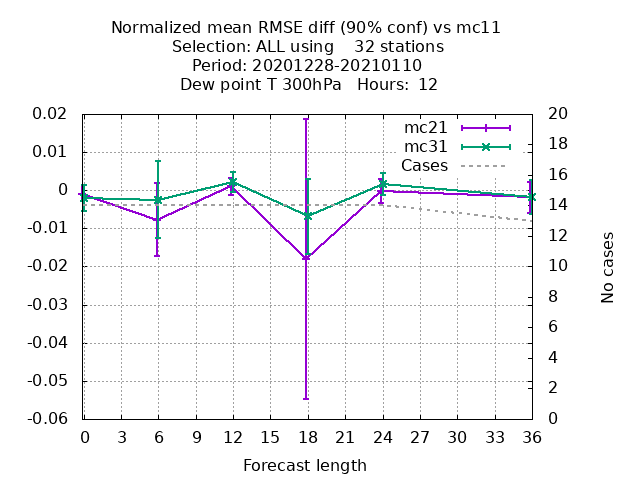 Normalized mean RMSE diff (90% conf) vs mc11
Selection: ALL using    32 stations
Period: 20201228-20210110
Dew point T 300hPa   Hours:  12
mc21
mc31
Cases
0.02
0.01
0
-0.01
-0.02
-0.03
-0.04
-0.05
-0.06
20
18
16
14
12
10
8
6
4
2
0
No cases
0 3 6 9 12 15 18 21 24 27 30 33 36
Forecast length